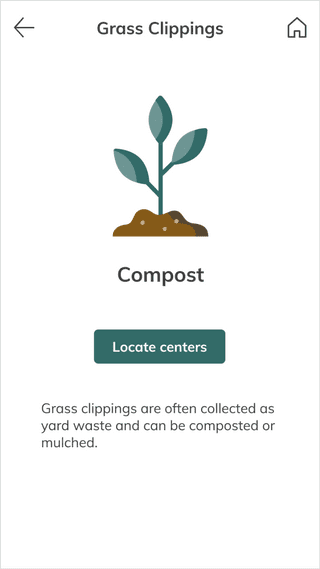 Grass Clippings
Compost
Locate centers
Grass clippings are often collected as
yard waste and can be composted or
mulched.